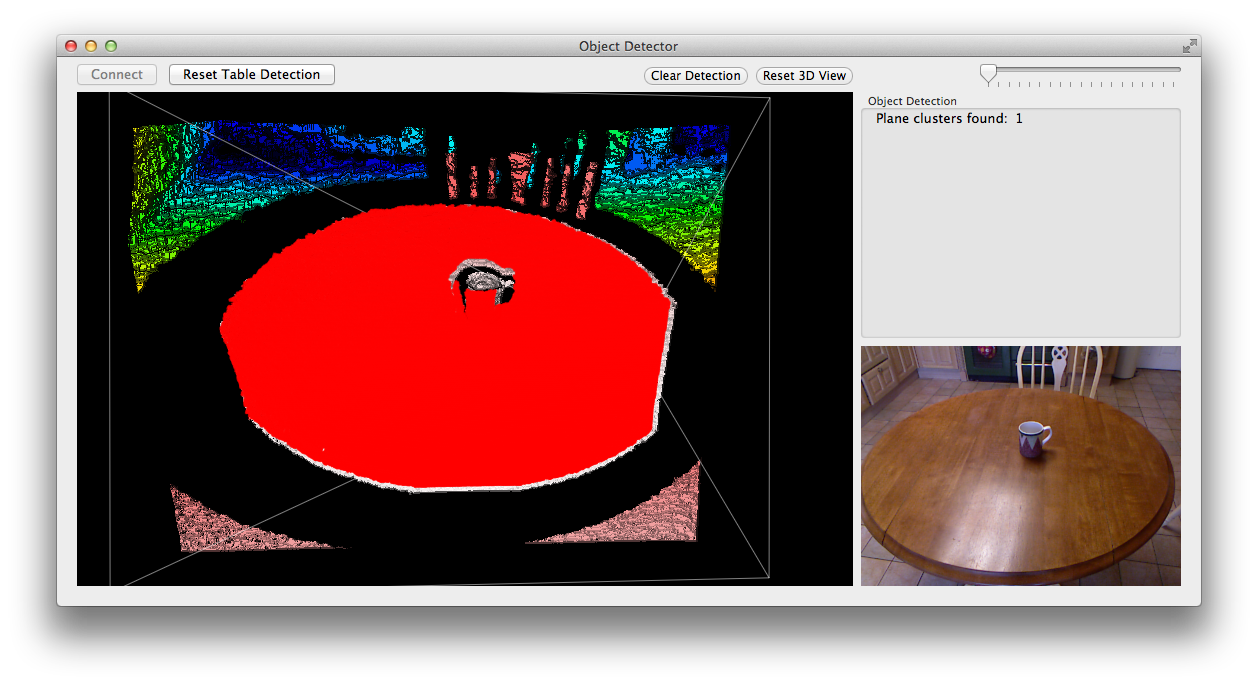 Object Detector
Connect
Reset Table Detection
Clear Detection
Reset 3D View
Object Detection
Plane clusters found: 1